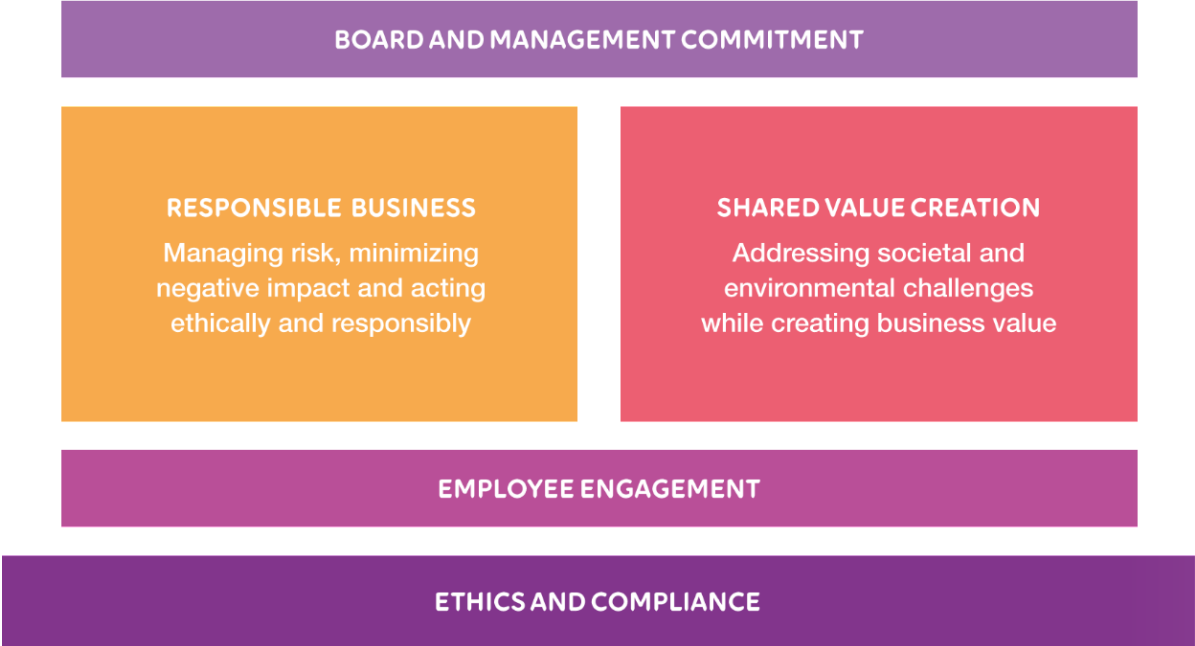 BOARD AND MANAGEMENT COMMITMENT
RESPONSIBLE BUSINESS
Managing risk, minimizing
negative impact and acting
ethically and responsibly
SHARED VALUE CREATION
Addressing societal and
environmental challenges
while creating business value
EMPLOYEE ENGAGEMENT
ETHICS AND COMPLIANCE